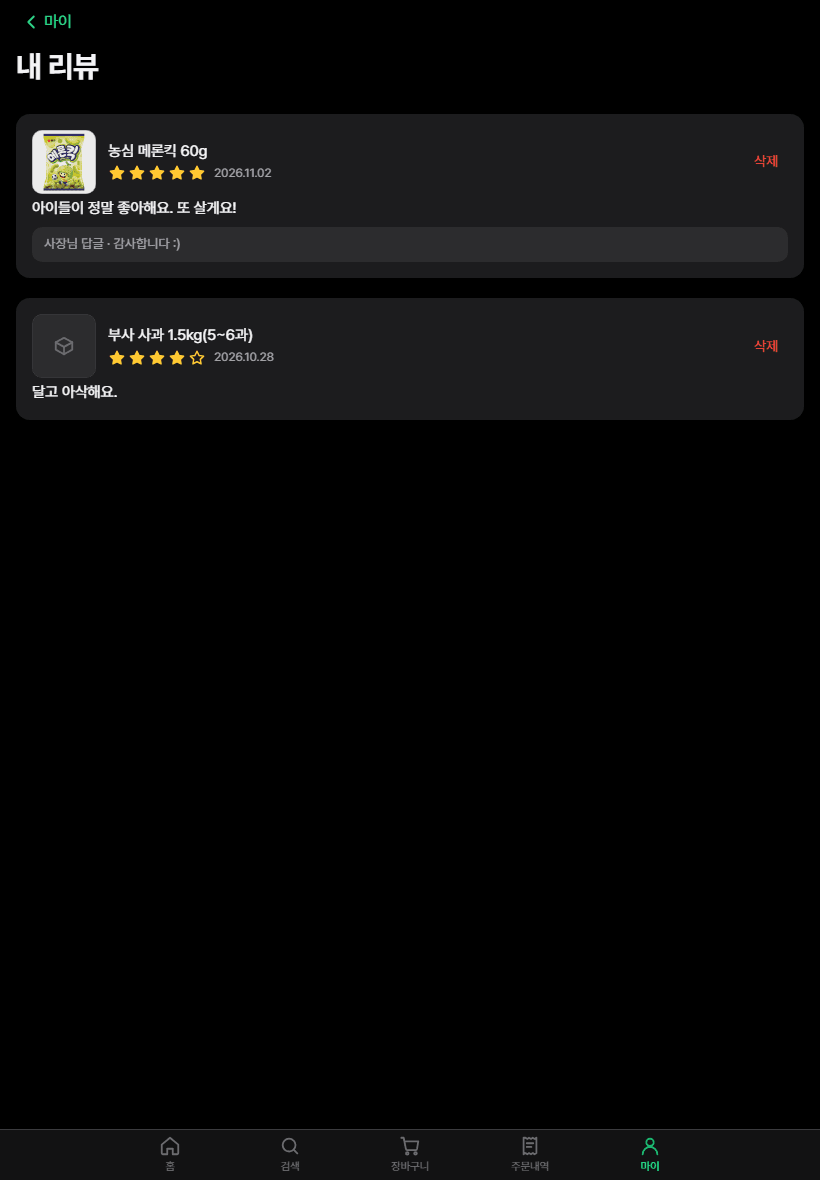 마이
내 리뷰
메론킥
농심 메론킥 60g
2026.11.02
삭제
아이들이 정말 좋아해요. 또 살게요!
사장님 답글 · 감사합니다 :)
부사 사과 1.5kg(5~6과)
2026.10.28
삭제
달고 아삭해요.
홈
검색
장바구니
주문내역
마이